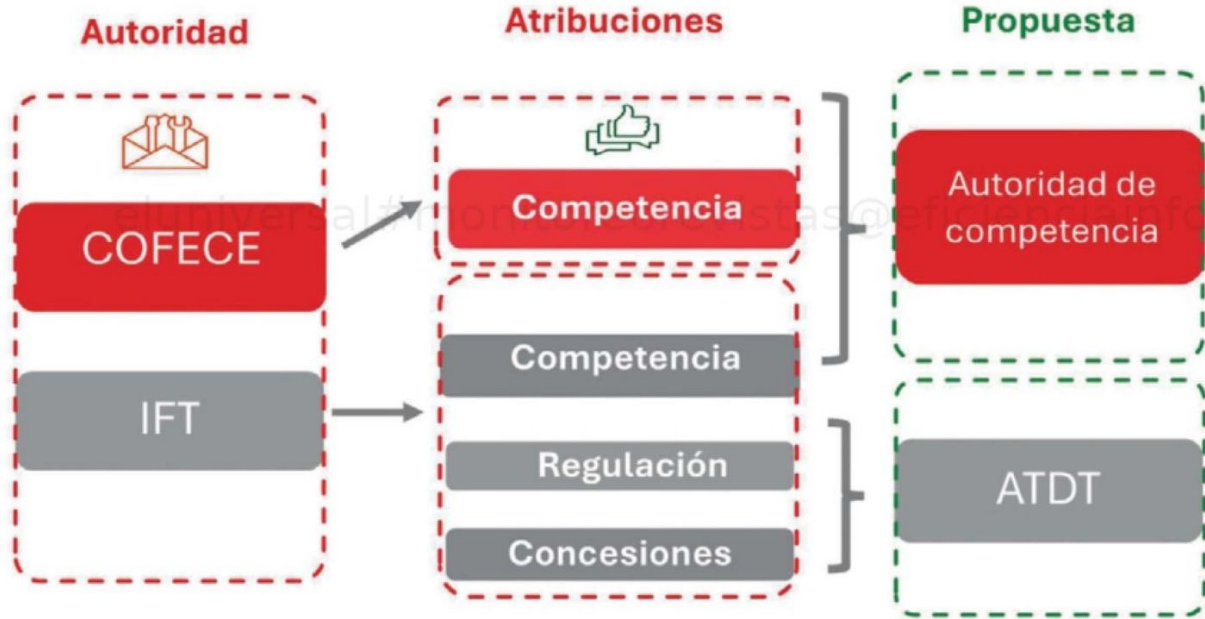 Autoridad
Atribuciones
Propuesta
COFECE
IFT
Competencia
Competencia
Regulación
Concesiones
Autoridad de
competencia
ATDT